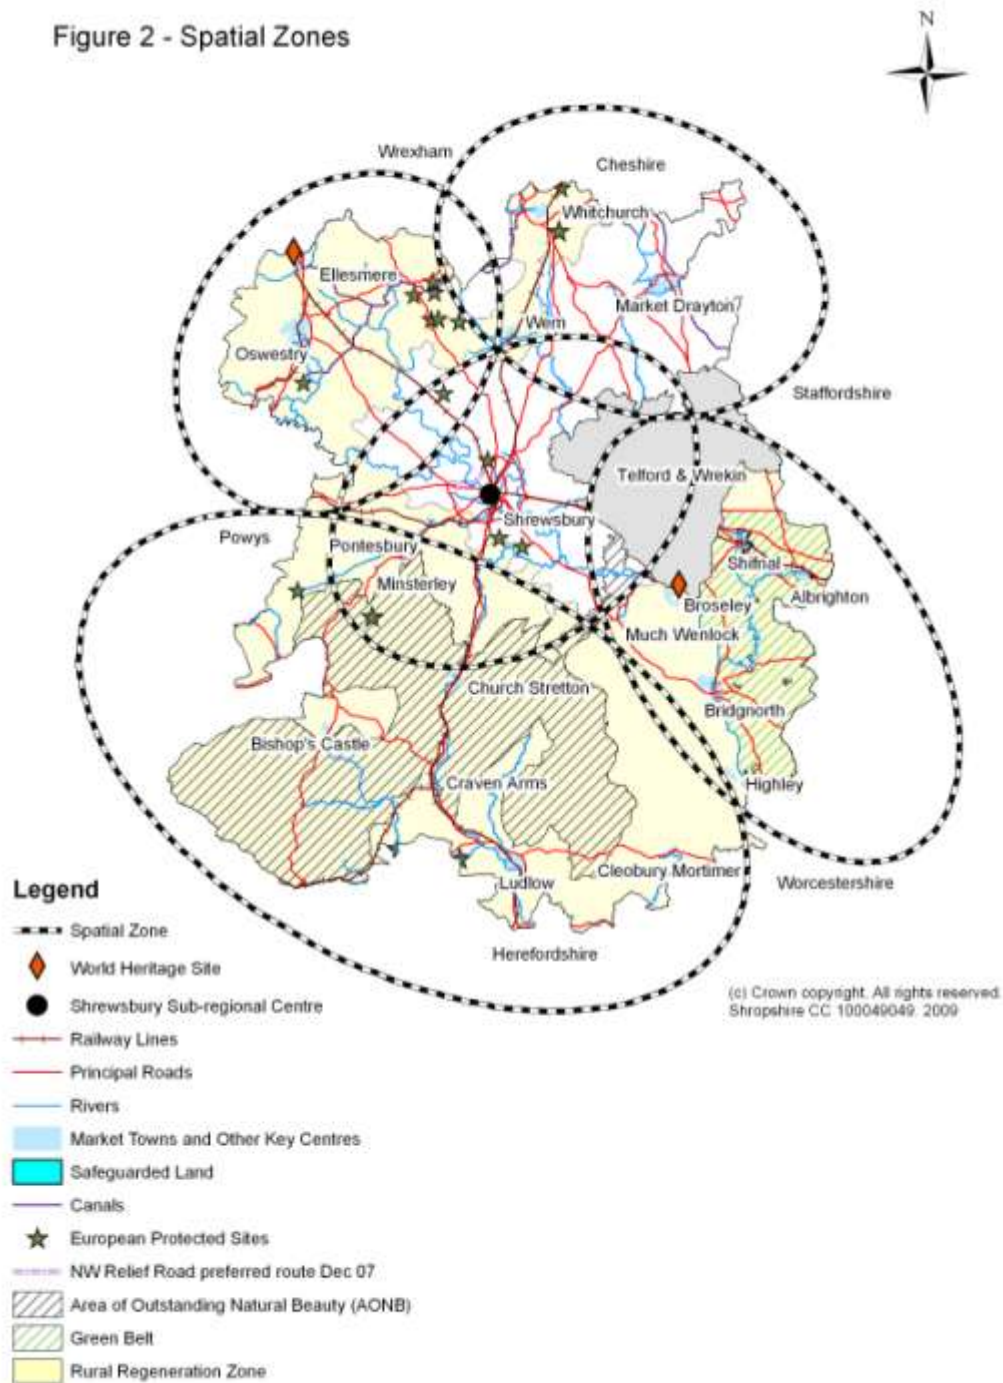 Figure 2 - Spatial Zones
N
Wrexham
Cheshire
Whitchurch
Ellesmere
Market Drayton
Wem
Oswestry
Staffordshire
Telford & Wrekin
Shrewsbury
Powys
Pontesbury
Shifnal
Minsterley
Albrighton
Broseley
Much Wenlock
Church Stretton
Bridgnorth
Bishop's Castle
Craven Arms
Highley
Cleobury Mortimer
Ludlow
Worcestershire
Herefordshire
(c) Crown copyright. All rights reserved.
Shropshire CC 100049049. 2009
Legend
Spatial Zone
World Heritage Site
Shrewsbury Sub-regional Centre
Railway Lines
Principal Roads
Rivers
Market Towns and Other Key Centres
Safeguarded Land
Canals
European Protected Sites
NW Relief Road preferred route Dec 07
Area of Outstanding Natural Beauty (AONB)
Green Belt
Rural Regeneration Zone